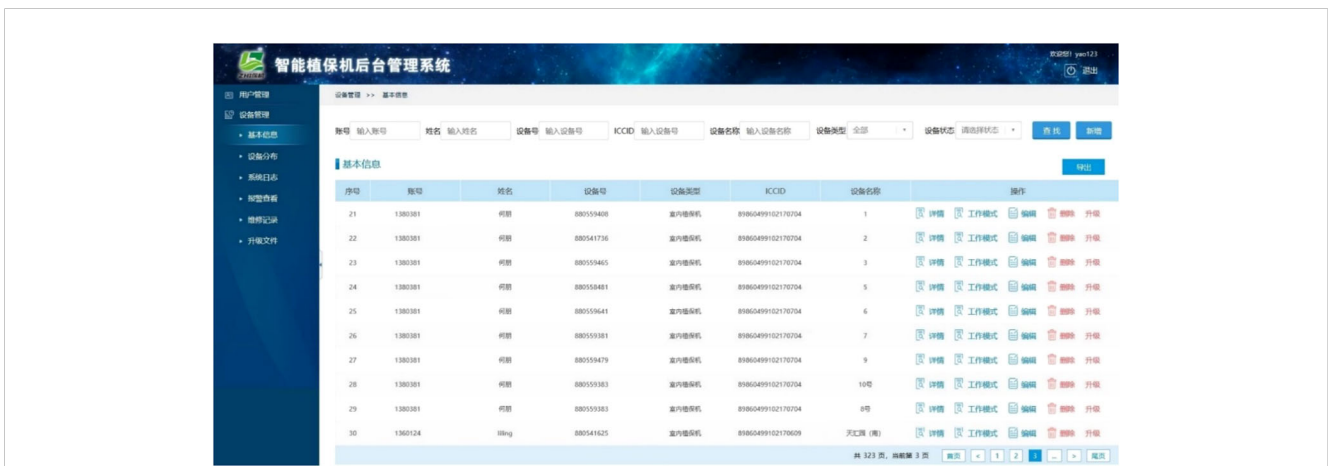 智能植保机后台管理系统
欢迎您! yao123
退出
用户管理
设备管理
基本信息
设备分布
系统日志
报警查看
维修记录
升级文件
设备管理 >> 基本信息
账号 输入账号 姓名 输入姓名 设备号 输入设备号 ICCID 输入设备号 设备名称 输入设备名称 设备类型 全部 设备状态 请选择状态 查找 新增
基本信息
导出
序号 账号 姓名 设备号 设备类型 ICCID 设备名称 操作
21 1380381 何朋 880559408 室内植保机 89860499102170704 1 详情 工作模式 编辑 删除 升级
22 1380381 何朋 880541736 室内植保机 89860499102170704 2 详情 工作模式 编辑 删除 升级
23 1380381 何朋 880559465 室内植保机 89860499102170704 3 详情 工作模式 编辑 删除 升级
24 1380381 何朋 880558481 室内植保机 89860499102170704 5 详情 工作模式 编辑 删除 升级
25 1380381 何朋 880559641 室内植保机 89860499102170704 6 详情 工作模式 编辑 删除 升级
26 1380381 何朋 880559381 室内植保机 89860499102170704 7 详情 工作模式 编辑 删除 升级
27 1380381 何朋 880559479 室内植保机 89860499102170704 9 详情 工作模式 编辑 删除 升级
28 1380381 何朋 880559383 室内植保机 89860499102170704 10号 详情 工作模式 编辑 删除 升级
29 1380381 何朋 880559383 室内植保机 89860499102170704 8号 详情 工作模式 编辑 删除 升级
30 1360124 liling 880541625 室内植保机 89860499102170609 天汇园 (南) 详情 工作模式 编辑 删除 升级
共 323 页, 当前第 3 页 首页 < 1 2 3 ... > 尾页